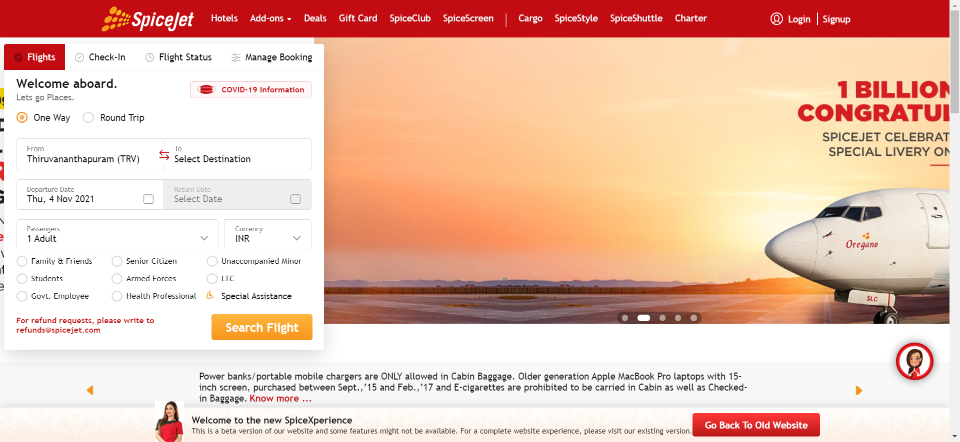 SpiceJet
Hotels Add-ons Deals Gift Card SpiceClub SpiceScreen Cargo SpiceStyle SpiceShuttle Charter
Login Signup
Flights Check-In Flight Status Manage Booking
Welcome aboard.
Lets go Places.
COVID-19 Information
One Way Round Trip
From
Thiruvananthapuram (TRV)
To
Select Destination
Departure Date
Thu, 4 Nov 2021
Return Date
Select Date
Passengers
1 Adult
Currency
INR
Family & Friends Senior Citizen Unaccompanied Minor
Students Armed Forces LTC
Govt. Employee Health Professional Special Assistance
For refund requests, please write to
refunds@spicejet.com
Search Flight
1 BILLION
CONGRATUL
SPICEJET CELEBRAT
SPECIAL LIVERY ON
Oregano
SLC
Power banks/portable mobile chargers are ONLY allowed in Cabin Baggage. Older generation Apple MacBook Pro laptops with 15-
inch screen, purchased between Sept.,'15 and Feb.,'17 and E-cigarettes are prohibited to be carried in Cabin as well as Checked-
in Baggage. Know more ...
Welcome to the new SpiceXperience
This is a beta version of our website and some features might not be available. For a complete website experience, please visit our existing version.
Go Back To Old Website